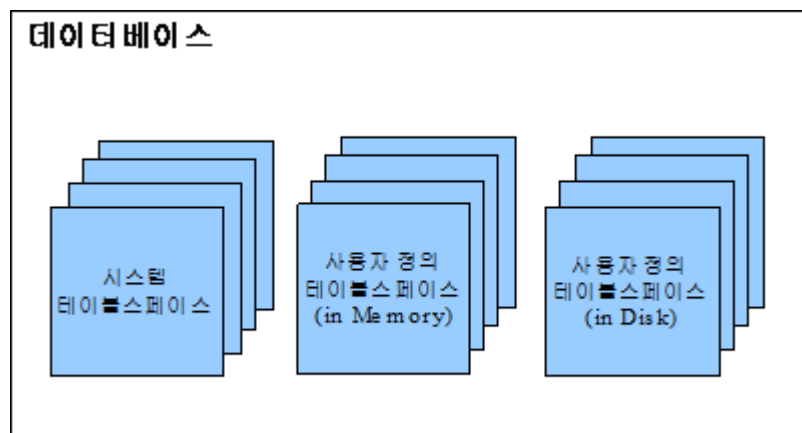 데이터베이스
시스템
테이블스페이스
사용자 정의
테이블스페이스
(in Memory)
사용자 정의
테이블스페이스
(in Disk)